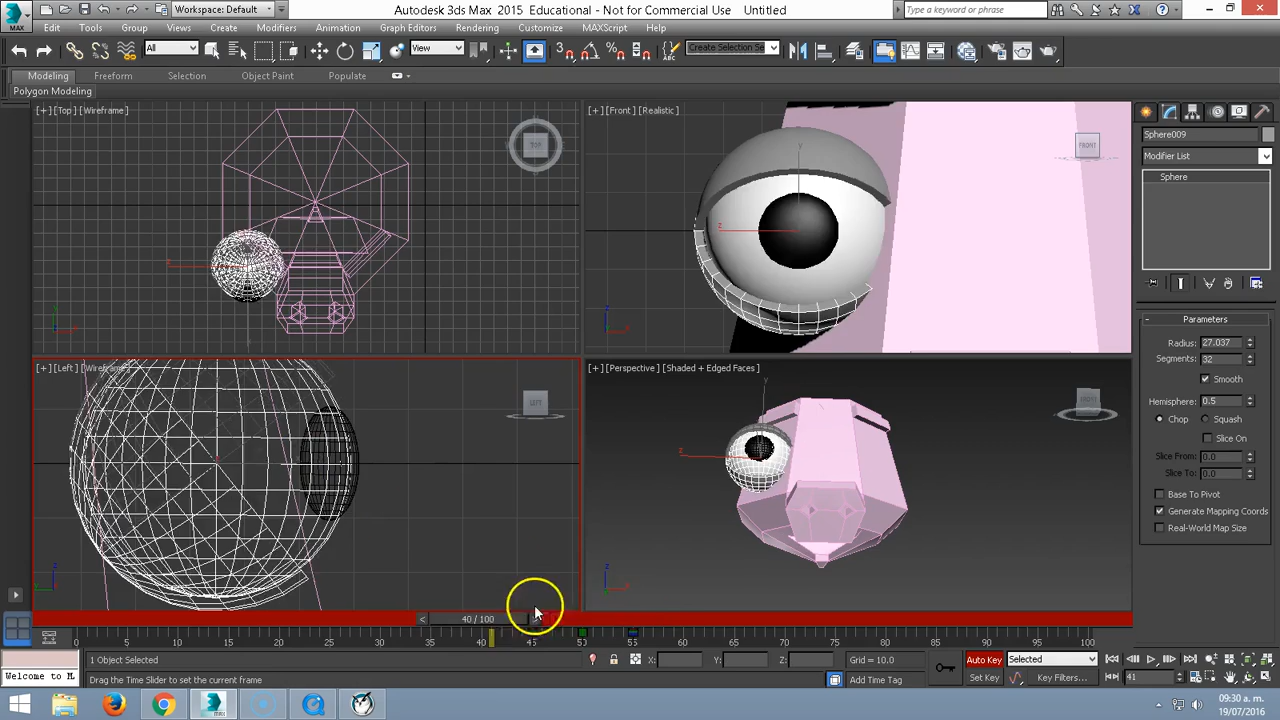 MAX
Workspace: Default
Autodesk 3ds Max 2015 Educational - Not for Commercial Use Untitled
Type a keyword or phrase
Edit Tools Group Views Create Modifiers Animation Graph Editors Rendering Customize MAXScript Help
All View Create Selection Se
Modeling Freeform Selection Object Paint Populate
Polygon Modeling
[+] [Top] [Wireframe] TOP
[+] [Front] [Realistic] FRONT
[+] [Left] [Wireframe] LEFT
[+] [Perspective] [Shaded + Edged Faces]
Sphere009
Modifier List
Sphere
Parameters
Radius: 27.037
Segments: 32
Smooth
Hemisphere: 0.5
Chop Squash
Slice On
Slice From: 0.0
Slice To: 0.0
Base To Pivot
Generate Mapping Coords
Real-World Map Size
< 40 / 100
0 5 10 15 20 25 30 35 40 45 50 55 60 65 70 75 80 85 90 95 100
1 Object Selected X: Y: Z: Grid = 10.0 Auto Key Selected
Welcome to M. Drag the Time Slider to set the current frame Add Time Tag Set Key Key Filters... 41
09:30 a. m.
19/07/2016